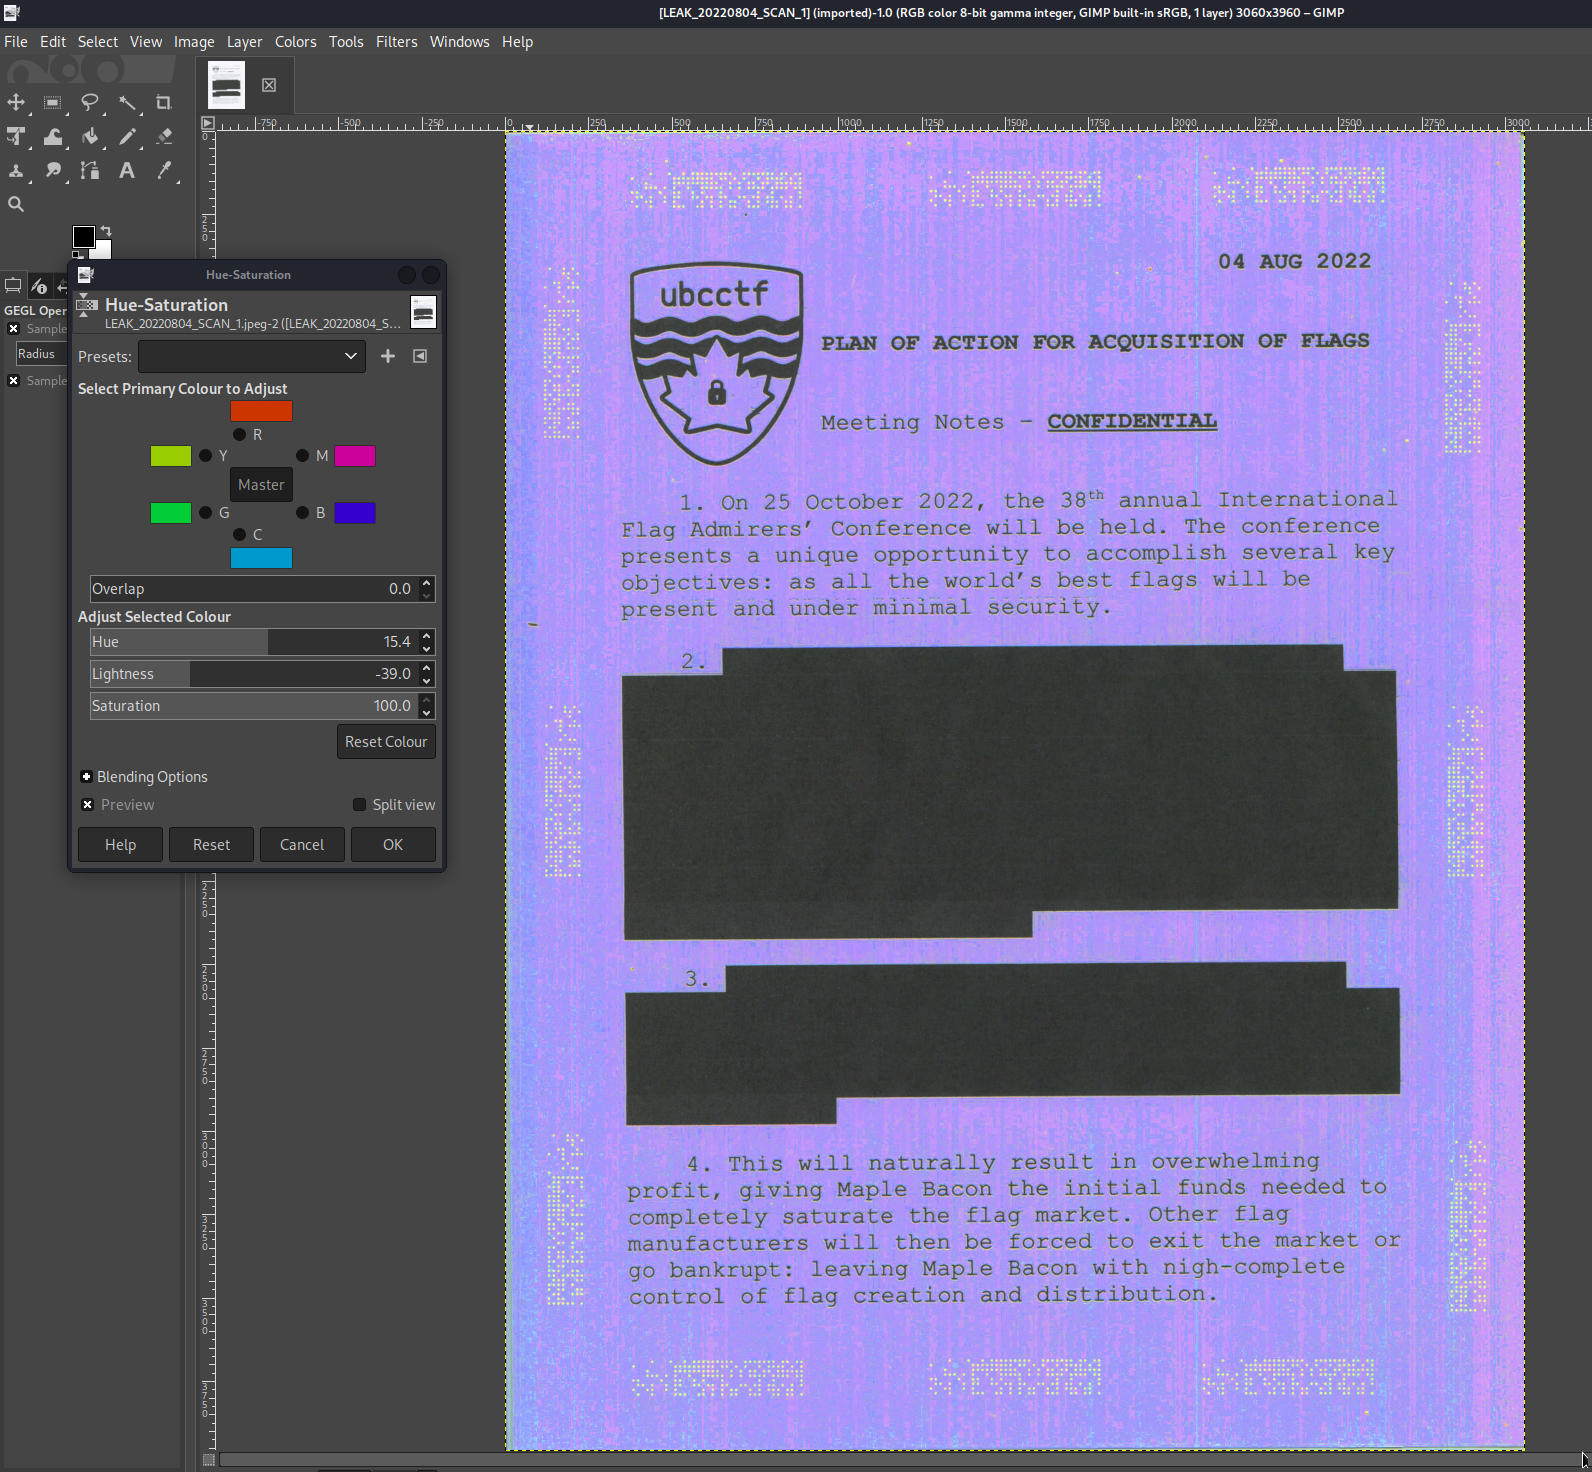 [LEAK_20220804_SCAN_1] (imported)-1.0 (RGB color 8-bit gamma integer, GIMP built-in sRGB, 1 layer) 3060x3960 – GIMP
File Edit Select View Image Layer Colors Tools Filters Windows Help
-750 -500 -250 0 250 500 750 1000 1250 1500 1750 2000 2250 2500 2750 3000
0
250
Hue-Saturation
Hue-Saturation
LEAK_20220804_SCAN_1.jpeg-2 ([LEAK_20220804_S...
GEGL Oper
Sample
Radius
Sample
Presets:
Select Primary Colour to Adjust
R
Y M
Master
G B
C
Overlap 0.0
Adjust Selected Colour
Hue 15.4
Lightness -39.0
Saturation 100.0
Reset Colour
Blending Options
Preview Split view
Help Reset Cancel OK
2250
2500
2750
3000
3250
3500
3750
04 AUG 2022
ubcctf
PLAN OF ACTION FOR ACQUISITION OF FLAGS
Meeting Notes – CONFIDENTIAL
1. On 25 October 2022, the 38th annual International
Flag Admirers’ Conference will be held. The conference
presents a unique opportunity to accomplish several key
objectives: as all the world’s best flags will be
present and under minimal security.
2.
3.
4. This will naturally result in overwhelming
profit, giving Maple Bacon the initial funds needed to
completely saturate the flag market. Other flag
manufacturers will then be forced to exit the market or
go bankrupt: leaving Maple Bacon with nigh-complete
control of flag creation and distribution.